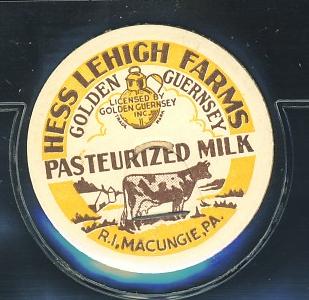 HESS LEHIGH FARMS
GOLDEN GUERNSEY
LICENSED BY
GOLDEN GUERNSEY
INC.
TRADE MARK
PASTEURIZED MILK
R.1, MACUNGIE, PA.